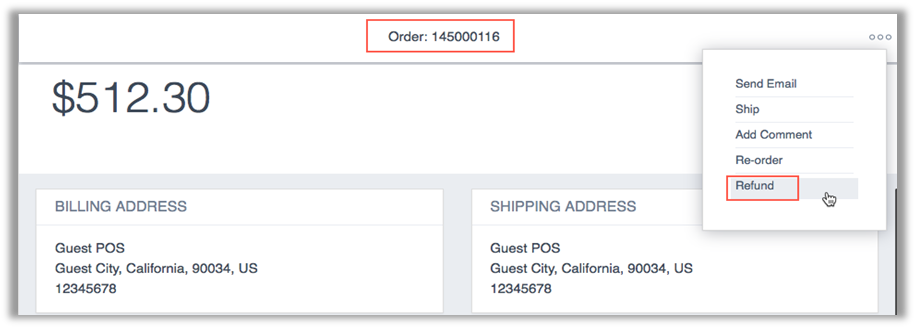 Order: 145000116
$512.30
Send Email
Ship
Add Comment
Re-order
Refund
BILLING ADDRESS
Guest POS
Guest City, California, 90034, US
12345678
SHIPPING ADDRESS
Guest POS
Guest City, California, 90034, US
12345678